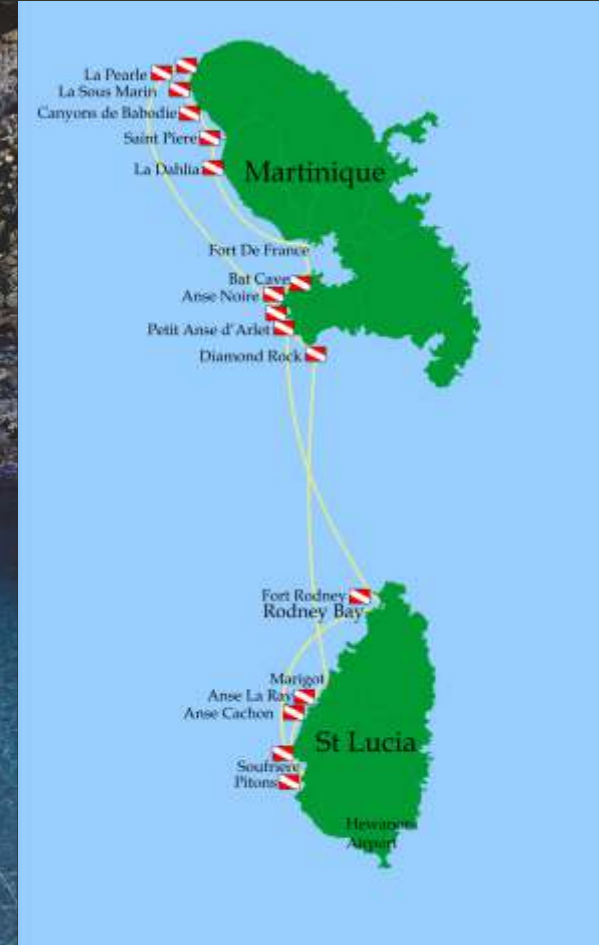 La Pearle
La Sous Marin
Canyons de Babodie
Saint Piere
La Dahlia
Martinique
Fort De France
Bat Cave
Anse Noire
Petit Anse d'Arlet
Diamond Rock
Fort Rodney
Rodney Bay
Marigot
Anse La Ray
Anse Cachon
St Lucia
Soufriere
Pitons
Hewanora
Airport